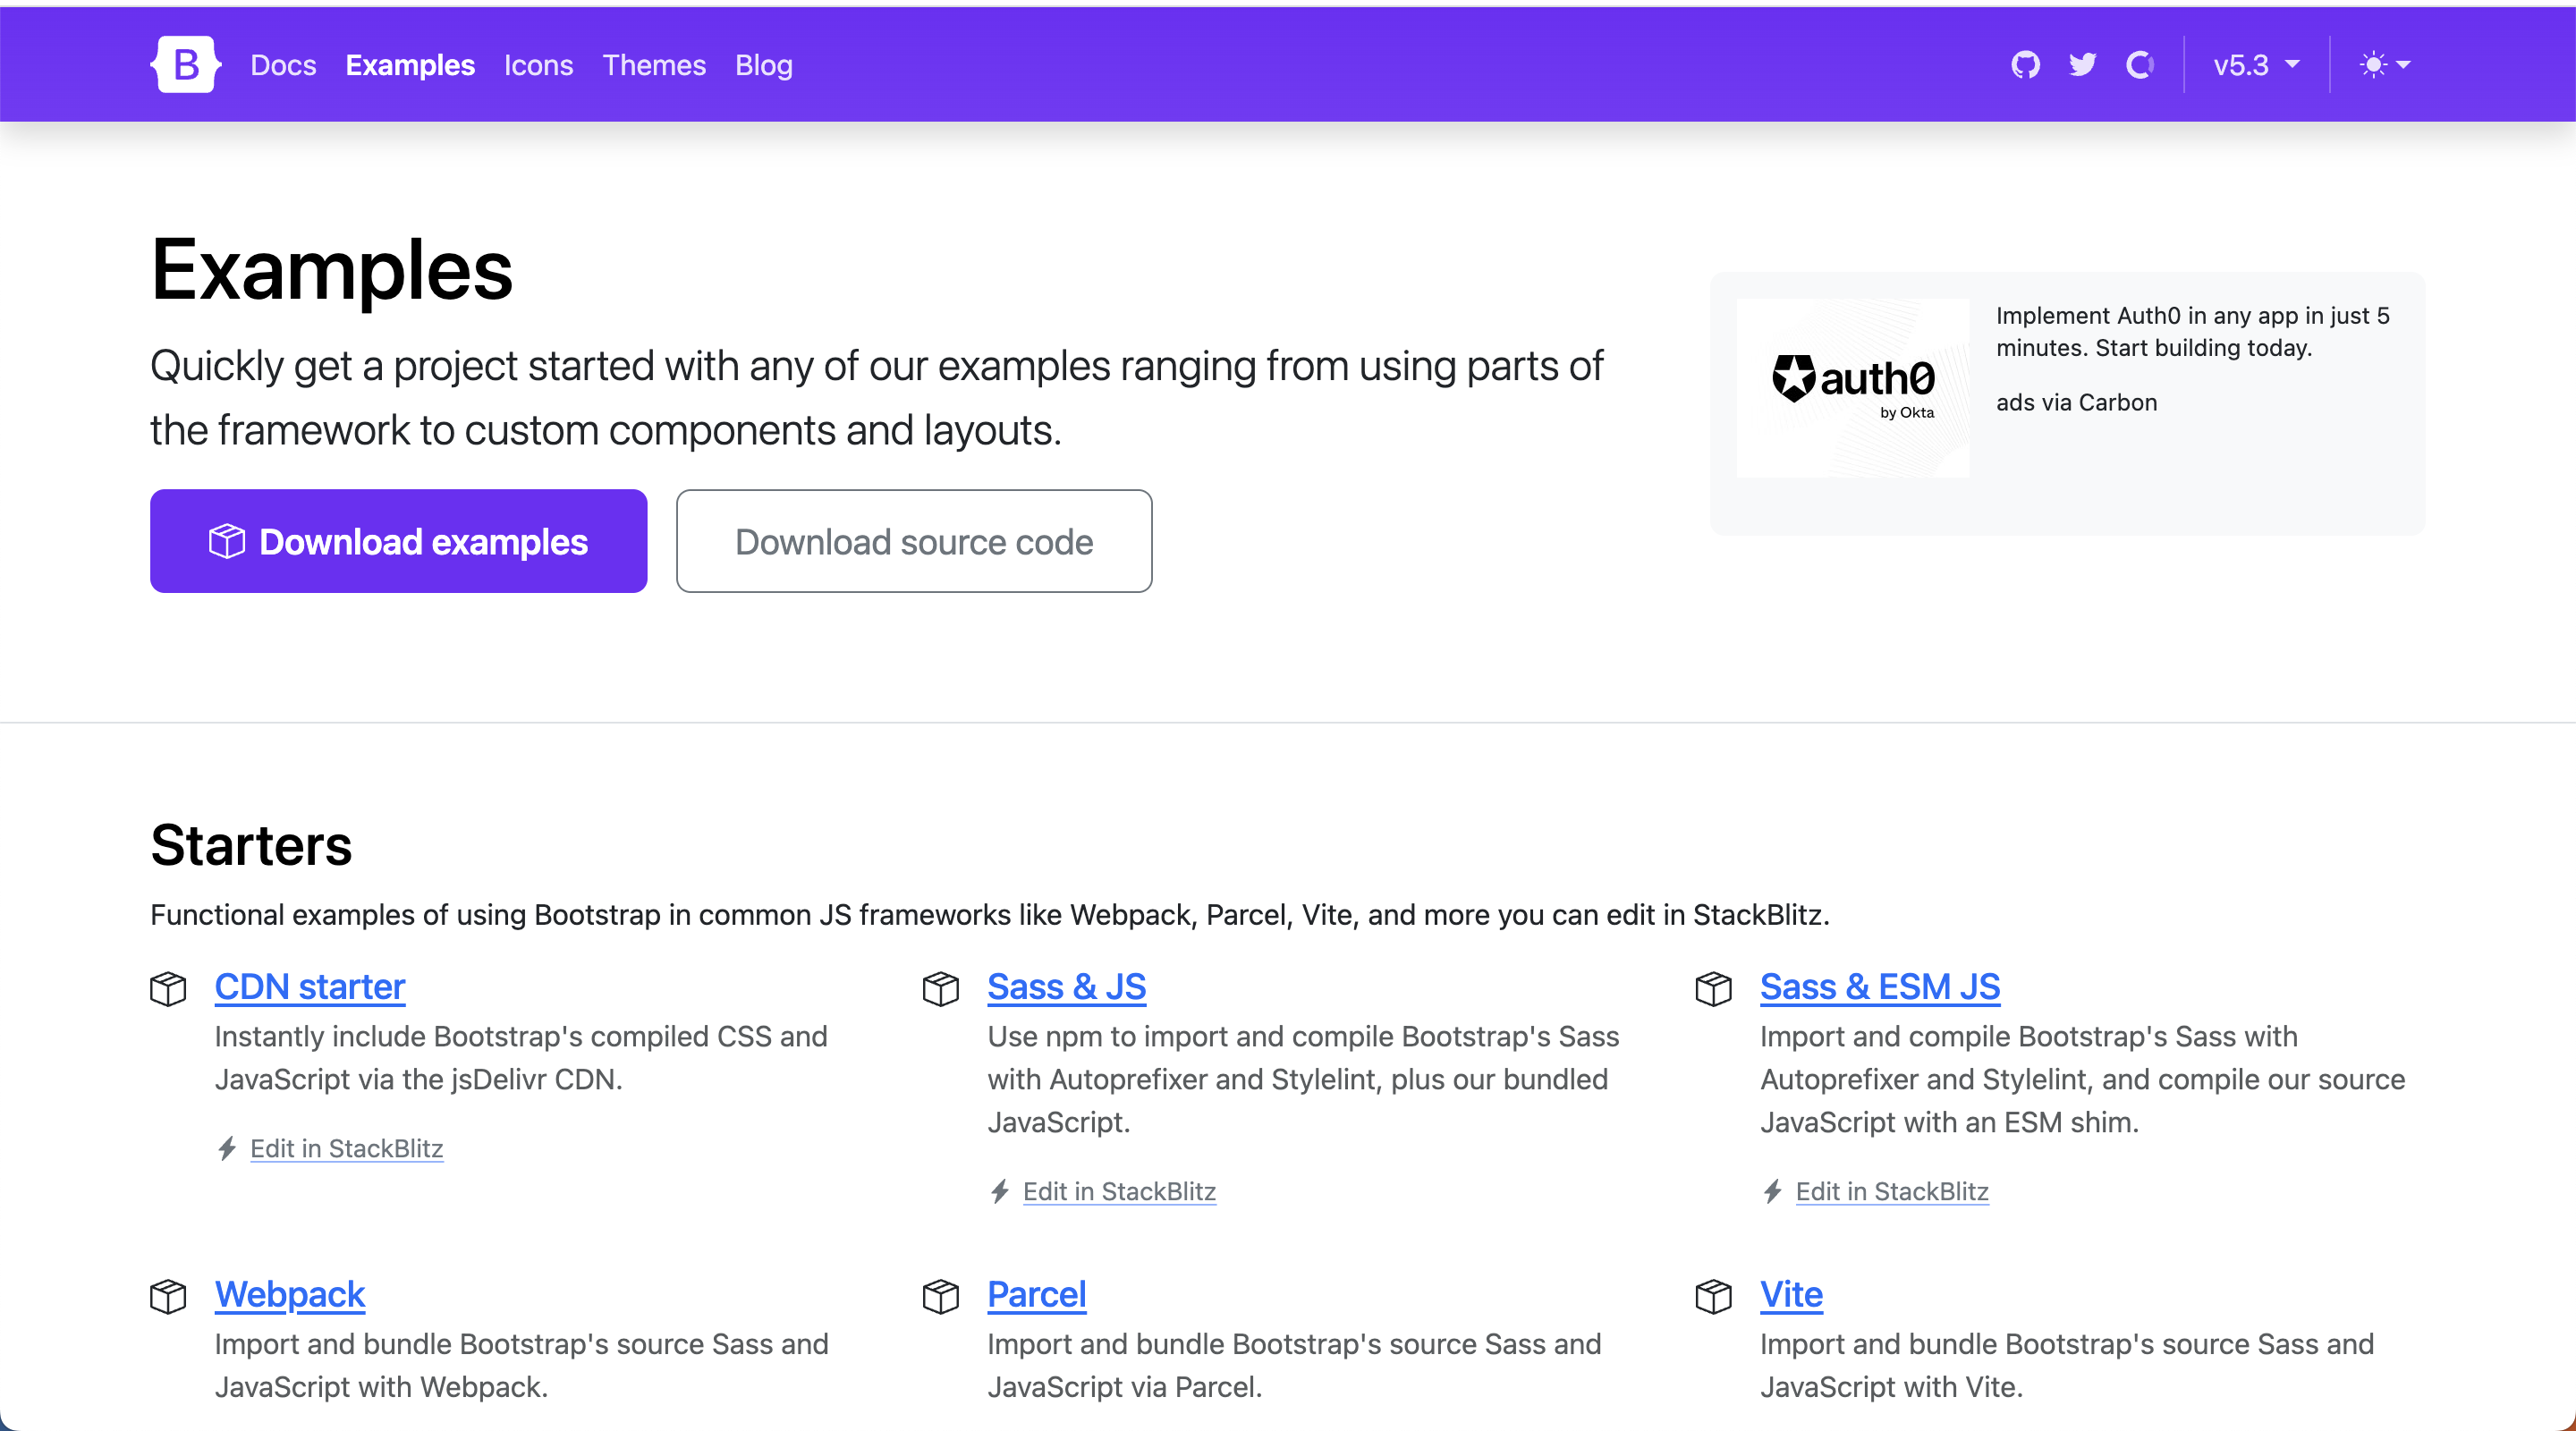 B Docs Examples Icons Themes Blog v5.3
Examples
Quickly get a project started with any of our examples ranging from using parts of
the framework to custom components and layouts.
Download examples
Download source code
auth0
by Okta
Implement Auth0 in any app in just 5
minutes. Start building today.
ads via Carbon
Starters
Functional examples of using Bootstrap in common JS frameworks like Webpack, Parcel, Vite, and more you can edit in StackBlitz.
CDN starter
Instantly include Bootstrap's compiled CSS and
JavaScript via the jsDelivr CDN.
Edit in StackBlitz
Sass & JS
Use npm to import and compile Bootstrap's Sass
with Autoprefixer and Stylelint, plus our bundled
JavaScript.
Edit in StackBlitz
Sass & ESM JS
Import and compile Bootstrap's Sass with
Autoprefixer and Stylelint, and compile our source
JavaScript with an ESM shim.
Edit in StackBlitz
Webpack
Import and bundle Bootstrap's source Sass and
JavaScript with Webpack.
Parcel
Import and bundle Bootstrap's source Sass and
JavaScript via Parcel.
Vite
Import and bundle Bootstrap's source Sass and
JavaScript with Vite.